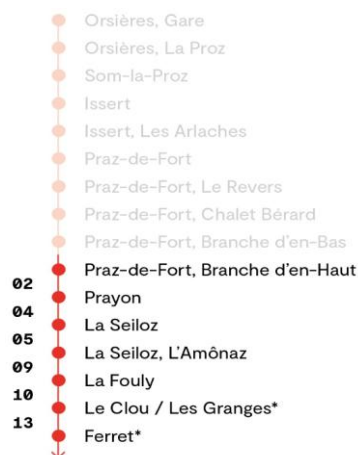 Orsières, Gare
Orsières, La Proz
Som-la-Proz
Issert
Issert, Les Arlaches
Praz-de-Fort
Praz-de-Fort, Le Revers
Praz-de-Fort, Chalet Bérard
Praz-de-Fort, Branche d'en-Bas
Praz-de-Fort, Branche d'en-Haut
02
Prayon
04
La Seiloz
05
La Seiloz, L'Amônaz
09
La Fouly
10
Le Clou / Les Granges*
13
Ferret*